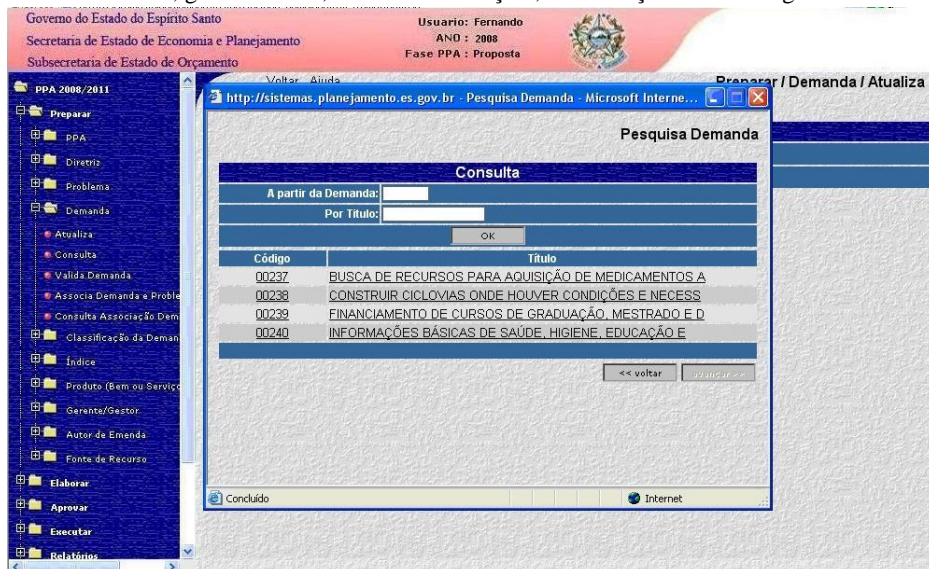 Governo do Estado do Espírito Santo
Secretaria de Estado de Economia e Planejamento
Subsecretaria de Estado de Orçamento
Usuario: Fernando
ANO : 2008
Fase PPA : Proposta
Voltar Ajuda
Preparar / Demanda / Atualiza
PPA 2008/2011
Preparar
PPA
Diretriz
Problema
Demanda
Atualiza
Consulta
Valida Demanda
Associa Demanda e Proble
Consulta Associação Dem
Classificação da Deman
Índice
Produto (Bem ou Serviço
Gerente/Gestor
Autor de Emenda
Fonte de Recurso
Elaborar
Aprovar
Executar
Relatórios
http://sistemas.planejamento.es.gov.br - Pesquisa Demanda - Microsoft Interne...
Pesquisa Demanda
Consulta
A partir da Demanda:
Por Título:
OK
Código Título
00237 BUSCA DE RECURSOS PARA AQUISIÇÃO DE MEDICAMENTOS A
00238 CONSTRUIR CICLOVIAS ONDE HOUVER CONDIÇÕES E NECESS
00239 FINANCIAMENTO DE CURSOS DE GRADUAÇÃO, MESTRADO E D
00240 INFORMAÇÕES BÁSICAS DE SAÚDE, HIGIENE, EDUCAÇÃO E
<< voltar avançar >>
Concluído
Internet